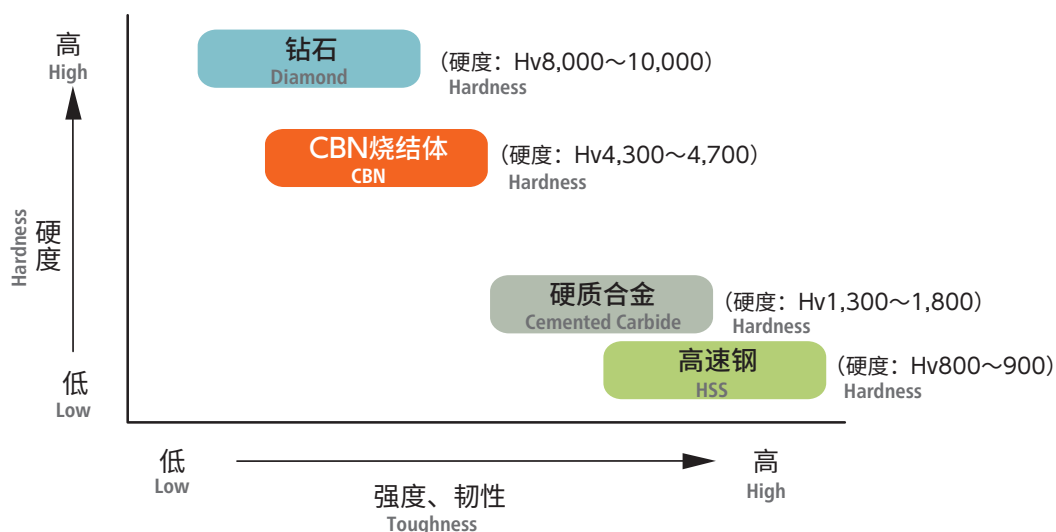 高
High
钻石
Diamond
（硬度：Hv8,000～10,000）
Hardness
CBN烧结体
CBN
（硬度：Hv4,300～4,700）
Hardness
Hardness
硬度
硬质合金
Cemented Carbide
（硬度：Hv1,300～1,800）
Hardness
高速钢
HSS
（硬度：Hv800～900）
Hardness
低
Low
低
Low
强度、韧性
Toughness
高
High